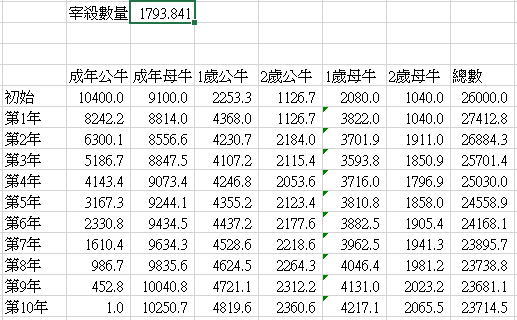 宰殺數量 1793.841
成年公牛 成年母牛 1歲公牛 2歲公牛 1歲母牛 2歲母牛 總數
初始 10400.0 9100.0 2253.3 1126.7 2080.0 1040.0 26000.0
第1年 8242.2 8814.0 4368.0 1126.7 3822.0 1040.0 27412.8
第2年 6300.1 8556.6 4230.7 2184.0 3701.9 1911.0 26884.3
第3年 5186.7 8847.5 4107.2 2115.4 3593.8 1850.9 25701.4
第4年 4143.4 9073.4 4246.8 2053.6 3716.0 1796.9 25030.0
第5年 3167.3 9244.1 4355.2 2123.4 3810.8 1858.0 24558.9
第6年 2330.8 9434.5 4437.2 2177.6 3882.5 1905.4 24168.1
第7年 1610.4 9634.3 4528.6 2218.6 3962.5 1941.3 23895.7
第8年 986.7 9835.6 4624.5 2264.3 4046.4 1981.2 23738.8
第9年 452.8 10040.8 4721.1 2312.2 4131.0 2023.2 23681.1
第10年 1.0 10250.7 4819.6 2360.6 4217.1 2065.5 23714.5